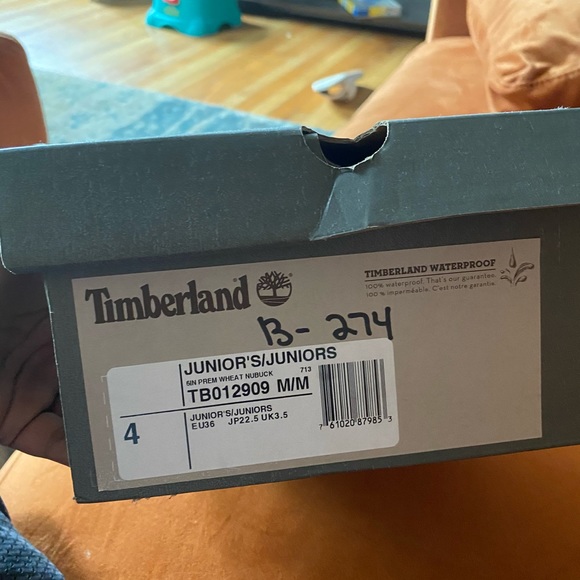 Timberland®
TIMBERLAND WATERPROOF
100% waterproof. That's our guarantee.
100% imperméable. C'est notre garantie.
B-274
JUNIOR'S/JUNIORS
6IN PREM WHEAT NUBUCK 713
TB012909 M/M
4
JUNIOR'S/JUNIORS
EU36 JP22.5 UK3.5
7 61020 87985 3